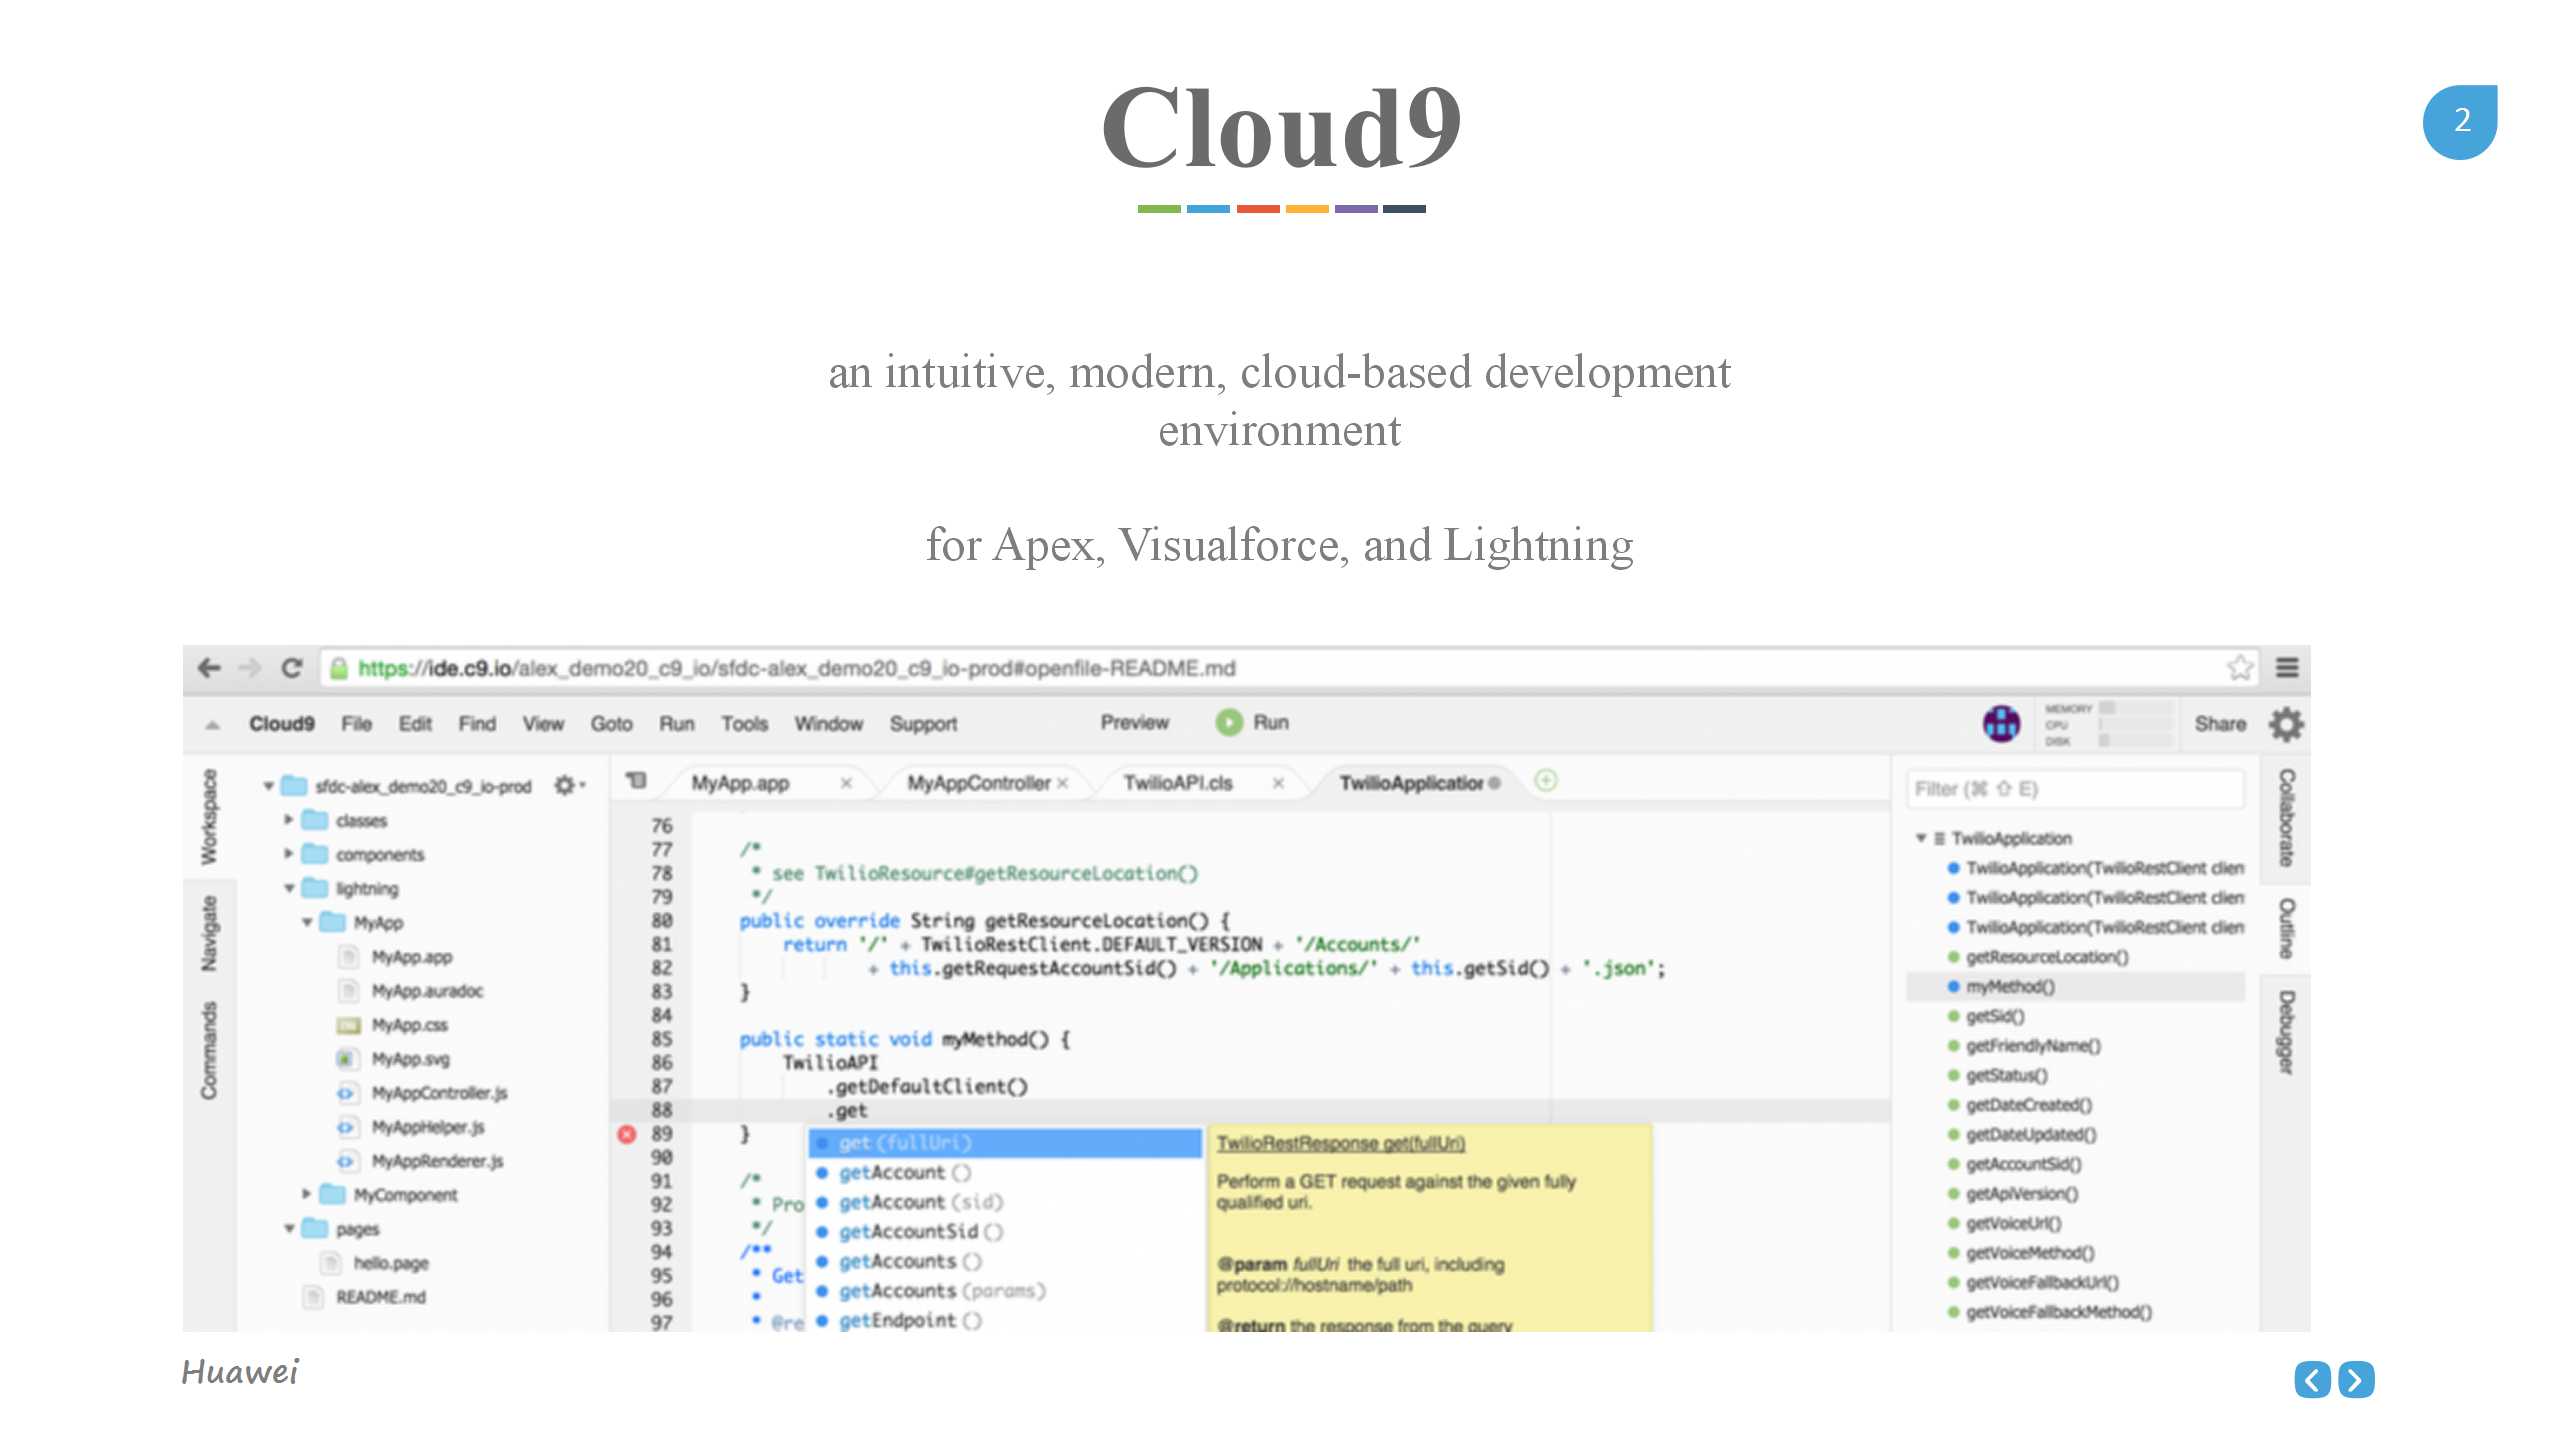 Cloud9
2
an intuitive, modern, cloud-based development
environment
for Apex, Visualforce, and Lightning
https://ide.c9.io/alex_demo20_c9_io/sfdc-alex_demo20_c9_io-prod#openfile-README.md
Cloud9 File Edit Find View Goto Run Tools Window Support Preview Run
MEMORY
CPU
DISK
Share
Workspace
Navigate
Commands
sfdc-alex_demo20_c9_io-prod
classes
components
lightning
MyApp
MyApp.app
MyApp.auradoc
MyApp.css
MyApp.svg
MyAppController.js
MyAppHelper.js
MyAppRenderer.js
MyComponent
pages
hello.page
README.md
MyApp.app MyAppController TwilioAPI.cls TwilioApplication
76
77 /*
78 * see TwilioResource#getResourceLocation()
79 */
80 public override String getResourceLocation() {
81 return '/' + TwilioRestClient.DEFAULT_VERSION + '/Accounts/'
82 + this.getRequestAccountSid() + '/Applications/' + this.getSid() + '.json';
83 }
84
85 public static void myMethod() {
86 TwilioAPI
87 .getDefaultClient()
88 .get
89 }
90
91 /*
92 * Pro
93 */
94 /**
95 * Get
96 *
97 * @re
get(fullUri)
getAccount()
getAccount(sid)
getAccountSid()
getAccounts()
getAccounts(params)
getEndpoint()
TwilioRestResponse get(fullUri)
Perform a GET request against the given fully
qualified uri.
@param fullUri the full uri, including
protocol://hostname/path
@return the response from the query
Filter (⌘ ⇧ E)
TwilioApplication
TwilioApplication(TwilioRestClient clien
TwilioApplication(TwilioRestClient clien
TwilioApplication(TwilioRestClient clien
getResourceLocation()
myMethod()
getSid()
getFriendlyName()
getStatus()
getDateCreated()
getDateUpdated()
getAccountSid()
getApiVersion()
getVoiceUrl()
getVoiceMethod()
getVoiceFallbackUrl()
getVoiceFallbackMethod()
Collaborate
Outline
Debugger
Huawei